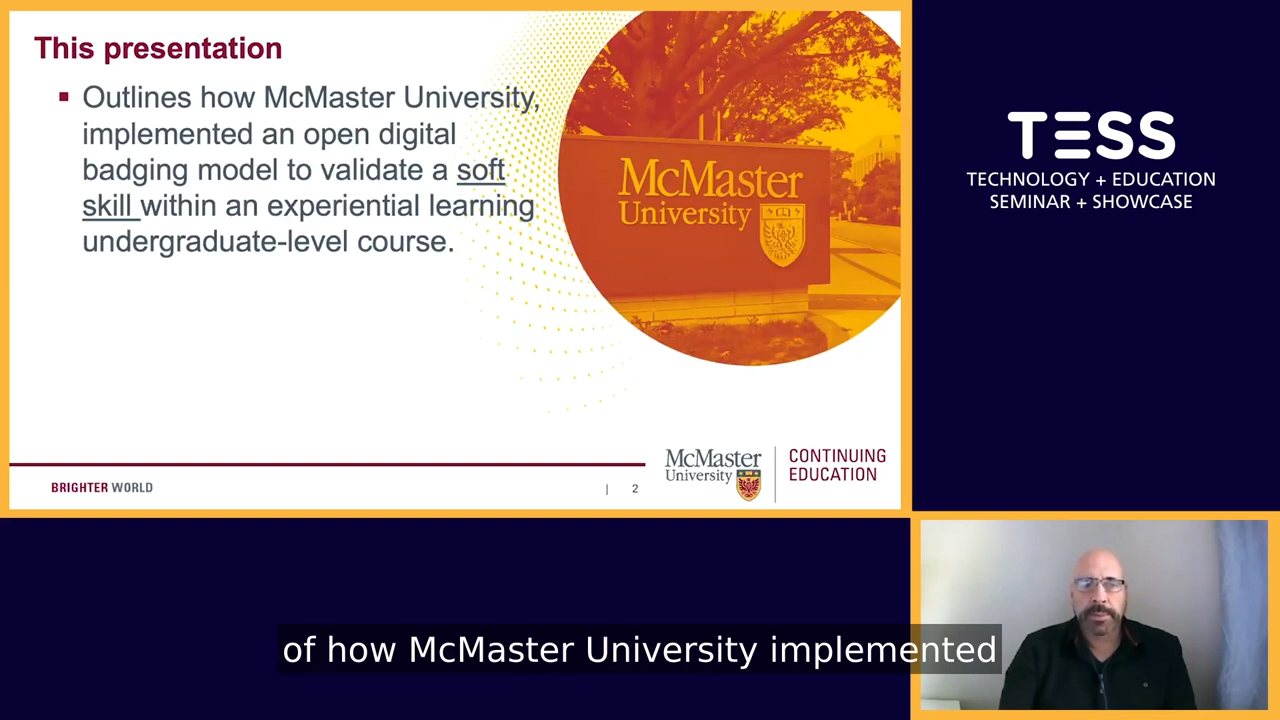 This presentation
▪ Outlines how McMaster University,
implemented an open digital
badging model to validate a soft
skill within an experiential learning
undergraduate-level course.
McMaster
University
BRIGHTER WORLD
| 2
McMaster
University
CONTINUING
EDUCATION
TESS
TECHNOLOGY + EDUCATION
SEMINAR + SHOWCASE
of how McMaster University implemented